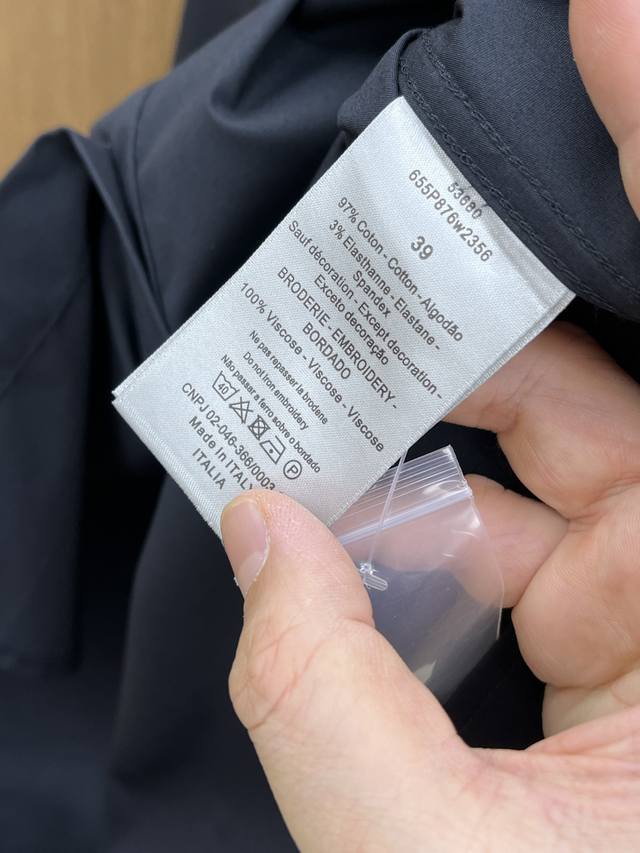 53680
655P876W2356
39
97% Coton - Cotton - Algodão
3% Elasthanne - Elastane -
Spandex
Sauf décoration - Except decoration -
Exceto decoração
BRODERIE - EMBROIDERY -
BORDADO
100% Viscose - Viscose - Viscose
Ne pas repasser la broderie
Do not iron embroidery
Não passar a ferro sobre o bordado
40 P
CNPJ 02-046-366/0003
Made in ITALY
ITALIA